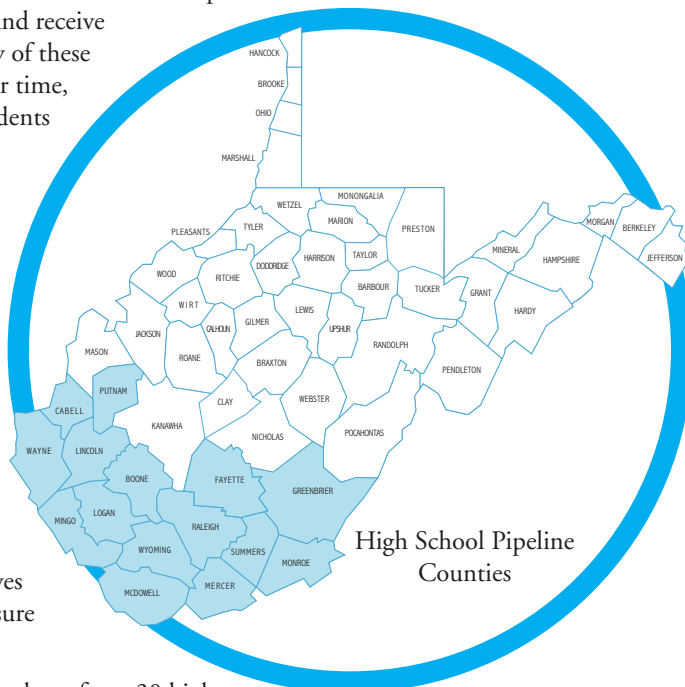 and receive
of these
time,
dents
HANCOCK
BROOKE
OHIO
MARSHALL
WETZEL
MONONGALIA
MARION
PRESTON
TYLER
PLEASANTS
MORGAN
BERKELEY
JEFFERSON
MINERAL
HAMPSHIRE
WOOD
RITCHIE
DODDRIDGE
HARRISON
TAYLOR
BARBOUR
TUCKER
GRANT
HARDY
WIRT
CALHOUN
GILMER
LEWIS
UPSHUR
RANDOLPH
JACKSON
ROANE
BRAXTON
PENDLETON
MASON
PUTNAM
CABELL
KANAWHA
CLAY
WEBSTER
NICHOLAS
POCAHONTAS
WAYNE
LINCOLN
BOONE
FAYETTE
GREENBRIER
MINGO
LOGAN
RALEIGH
WYOMING
SUMMERS
MONROE
MCDOWELL
MERCER
High School Pipeline
Counties
sure